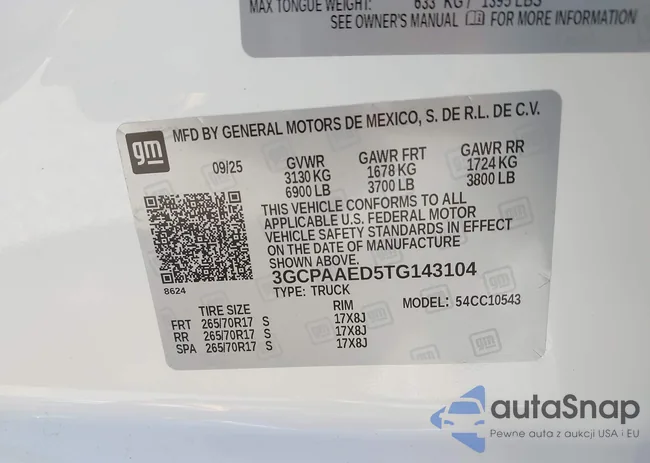 MAX TONGUE WEIGHT: 633 KG / 1395 LBS
SEE OWNER'S MANUAL FOR MORE INFORMATION
gm
MFD BY GENERAL MOTORS DE MEXICO, S. DE R.L. DE C.V.
09/25 GVWR GAWR FRT GAWR RR
3130 KG 1678 KG 1724 KG
6900 LB 3700 LB 3800 LB
THIS VEHICLE CONFORMS TO ALL
APPLICABLE U.S. FEDERAL MOTOR
VEHICLE SAFETY STANDARDS IN EFFECT
ON THE DATE OF MANUFACTURE
SHOWN ABOVE.
3GCPAAED5TG143104
8624
TYPE: TRUCK MODEL: 54CC10543
TIRE SIZE RIM
FRT 265/70R17 S 17X8J
RR 265/70R17 S 17X8J
SPA 265/70R17 S 17X8J
autaSnap
Pewne auta z aukcji USA i EU